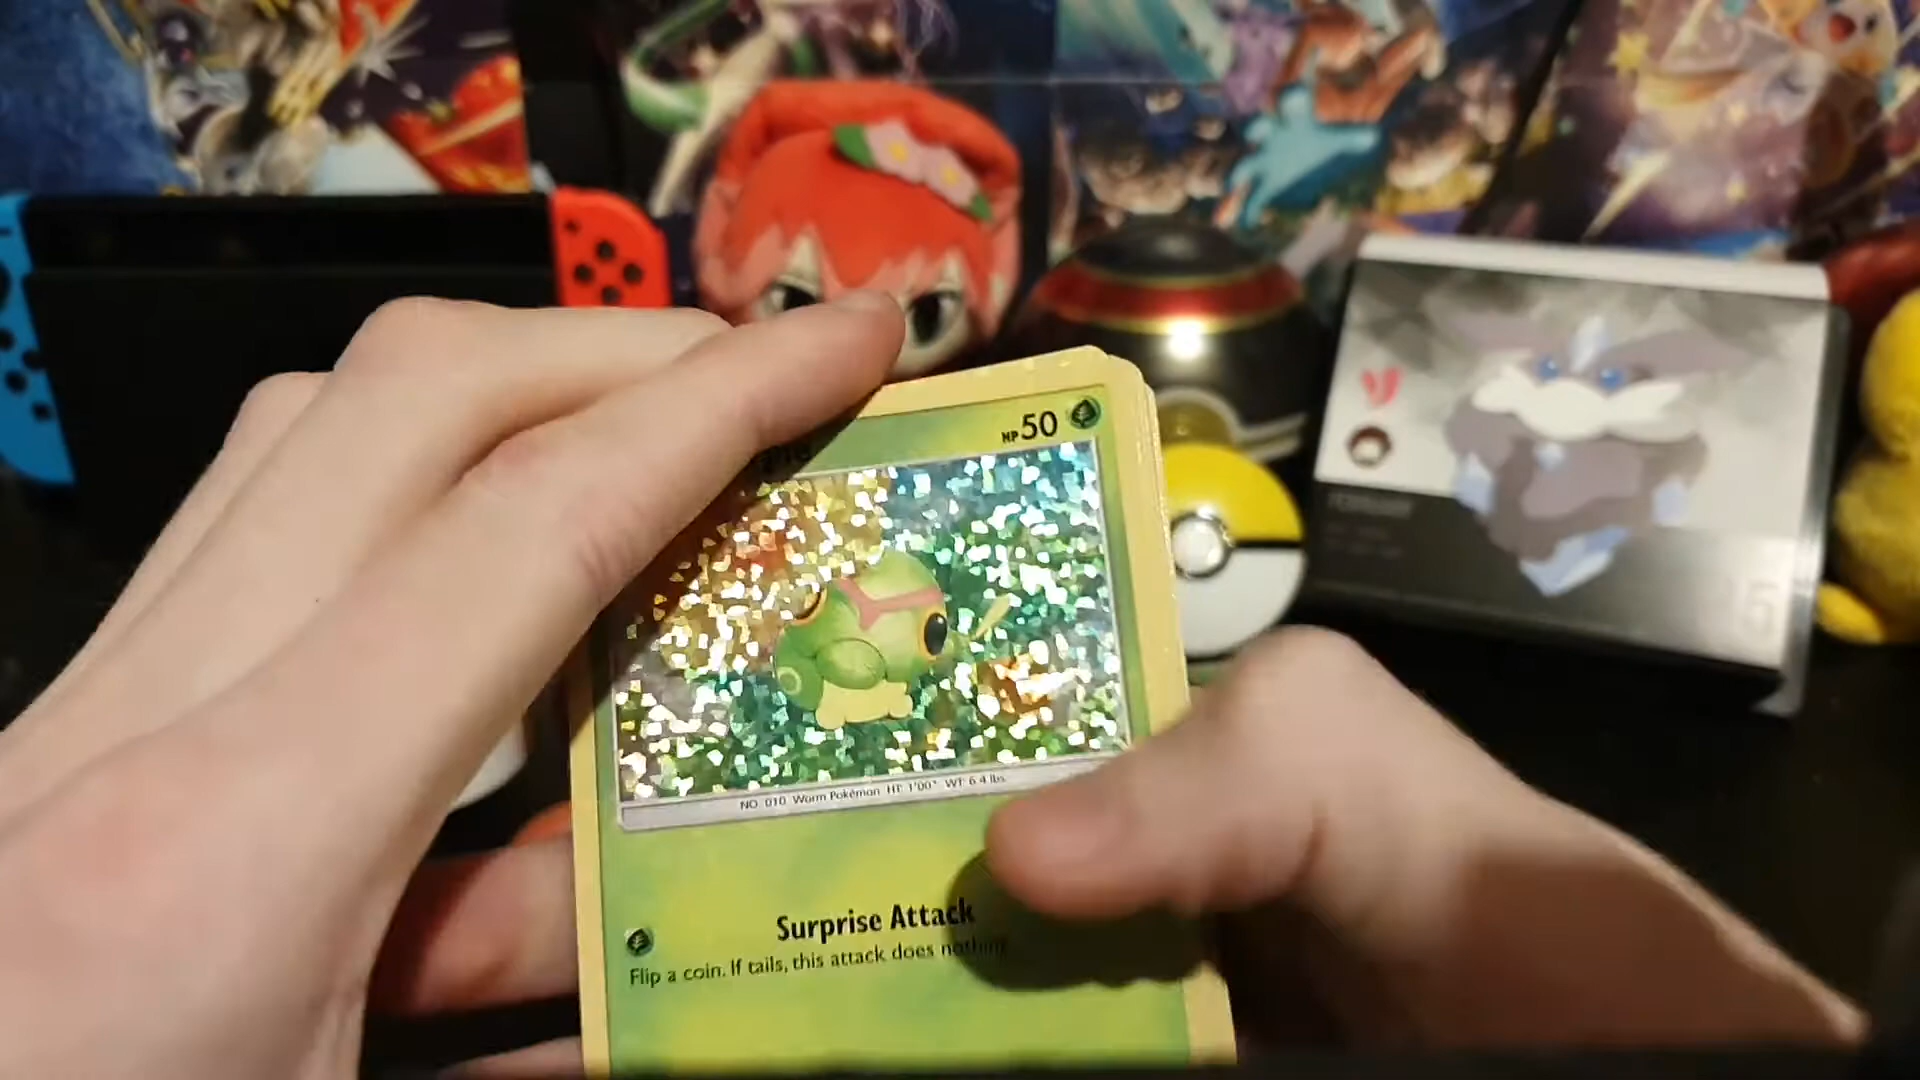 HP 50
NO. 010 Worm Pokémon HT: 1'00" WT: 6.4 lbs.
Surprise Attack
Flip a coin. If tails, this attack does nothing